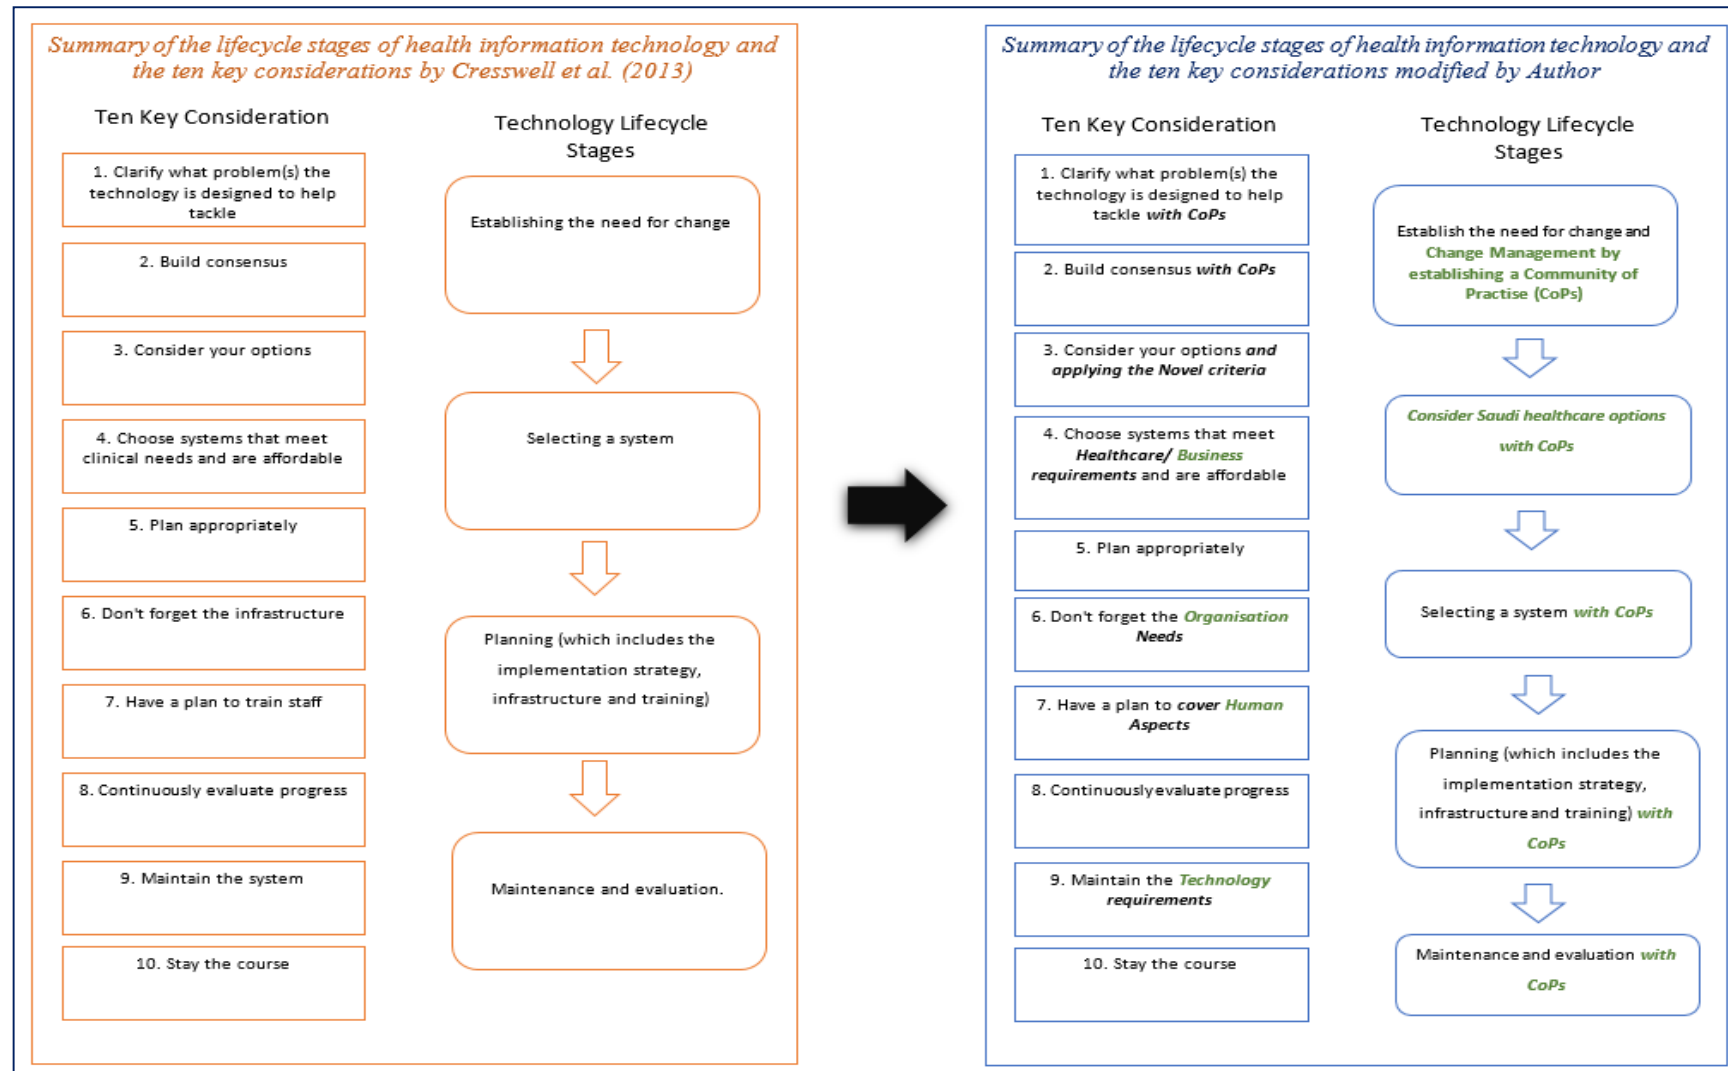 Summary of the lifecycle stages of health information technology and
the ten key considerations by Cresswell et al. (2013)
Ten Key Consideration
1. Clarify what problem(s) the
technology is designed to help
tackle
2. Build consensus
3. Consider your options
4. Choose systems that meet
clinical needs and are affordable
5. Plan appropriately
6. Don't forget the infrastructure
7. Have a plan to train staff
8. Continuously evaluate progress
9. Maintain the system
10. Stay the course
Technology Lifecycle
Stages
Establishing the need for change
Selecting a system
Planning (which includes the
implementation strategy,
infrastructure and training)
Maintenance and evaluation.
Summary of the lifecycle stages of health information technology and
the ten key considerations modified by Author
Ten Key Consideration
1. Clarify what problem(s) the
technology is designed to help
tackle with CoPs
2. Build consensus with CoPs
3. Consider your options and
applying the Novel criteria
4. Choose systems that meet
Healthcare/ Business
requirements and are affordable
5. Plan appropriately
6. Don't forget the Organisation
Needs
7. Have a plan to cover Human
Aspects
8. Continuously evaluate progress
9. Maintain the Technology
requirements
10. Stay the course
Technology Lifecycle
Stages
Establish the need for change and
Change Management by
establishing a Community of
Practise (CoPs)
Consider Saudi healthcare options
with CoPs
Selecting a system with CoPs
Planning (which includes the
implementation strategy,
infrastructure and training) with
CoPs
Maintenance and evaluation with
CoPs